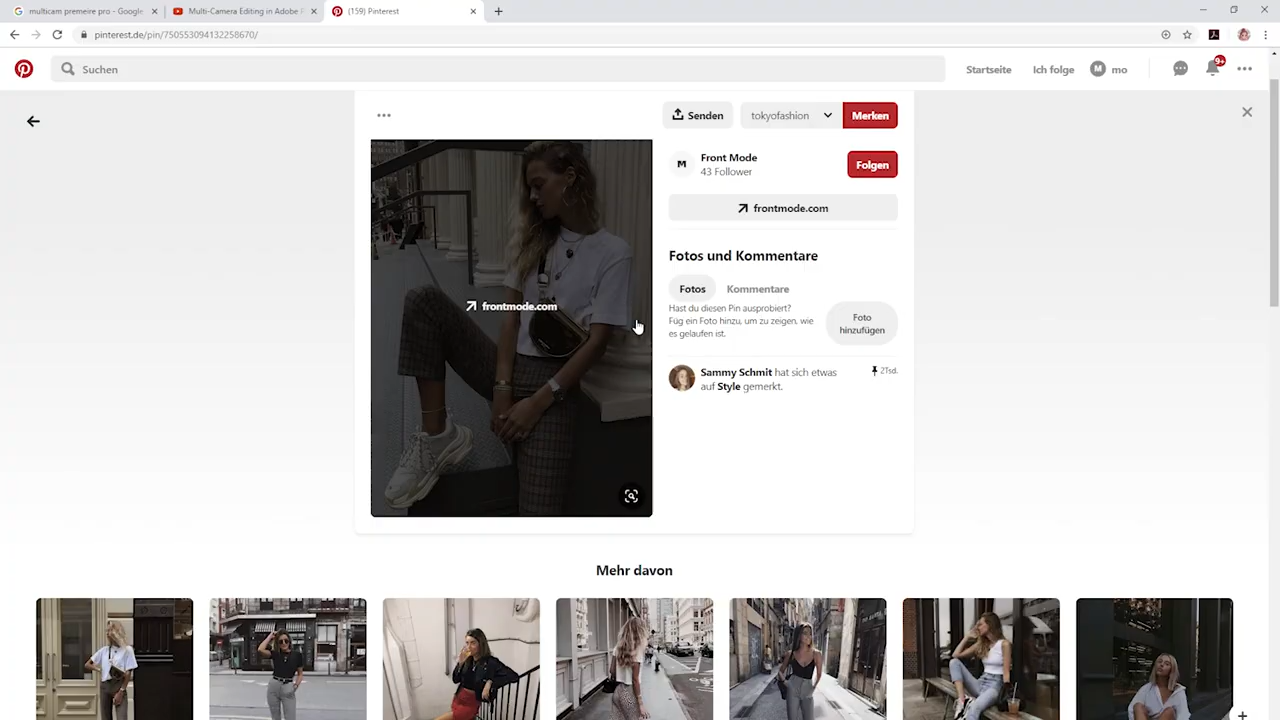 multicam premeire pro - Google
Multi-Camera Editing in Adobe
(159) Pinterest
pinterest.de/pin/750553094132258670/
Suchen
Startseite
Ich folge
M
mo
9+
Senden
tokyofashion
Merken
M
Front Mode
43 Follower
Folgen
frontmode.com
frontmode.com
Fotos und Kommentare
Fotos
Kommentare
Hast du diesen Pin ausprobiert?
Füg ein Foto hinzu, um zu zeigen, wie
es gelaufen ist.
Foto
hinzufügen
Sammy Schmit hat sich etwas
auf Style gemerkt.
2Tsd.
Mehr davon